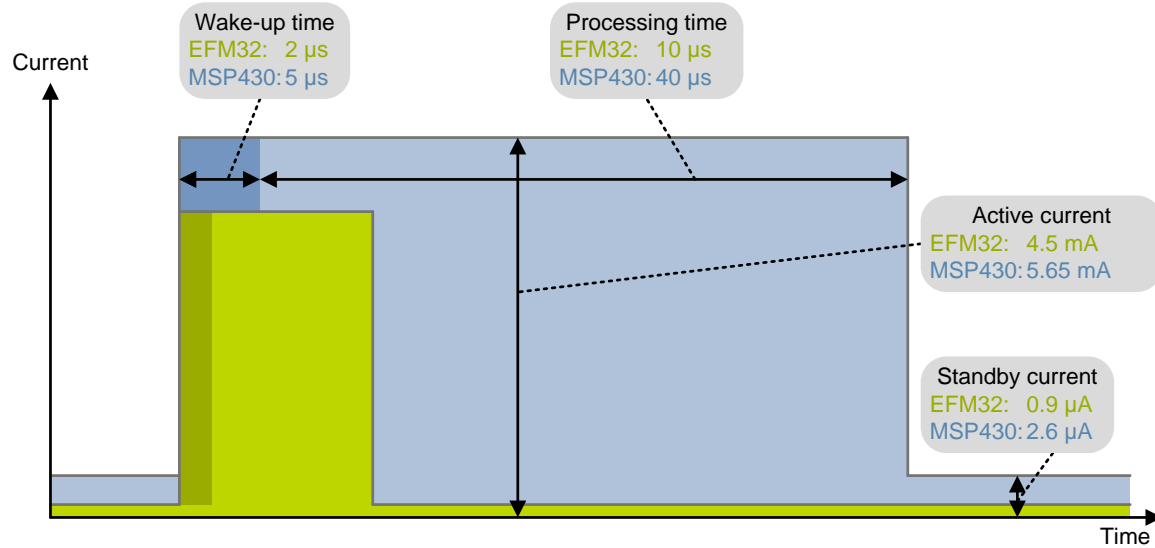 Wake-up time
EFM32: 2 µs
MSP430: 5 µs
Processing time
EFM32: 10 µs
MSP430: 40 µs
Current
Active current
EFM32: 4.5 mA
MSP430: 5.65 mA
Standby current
EFM32: 0.9 µA
MSP430: 2.6 µA
Time